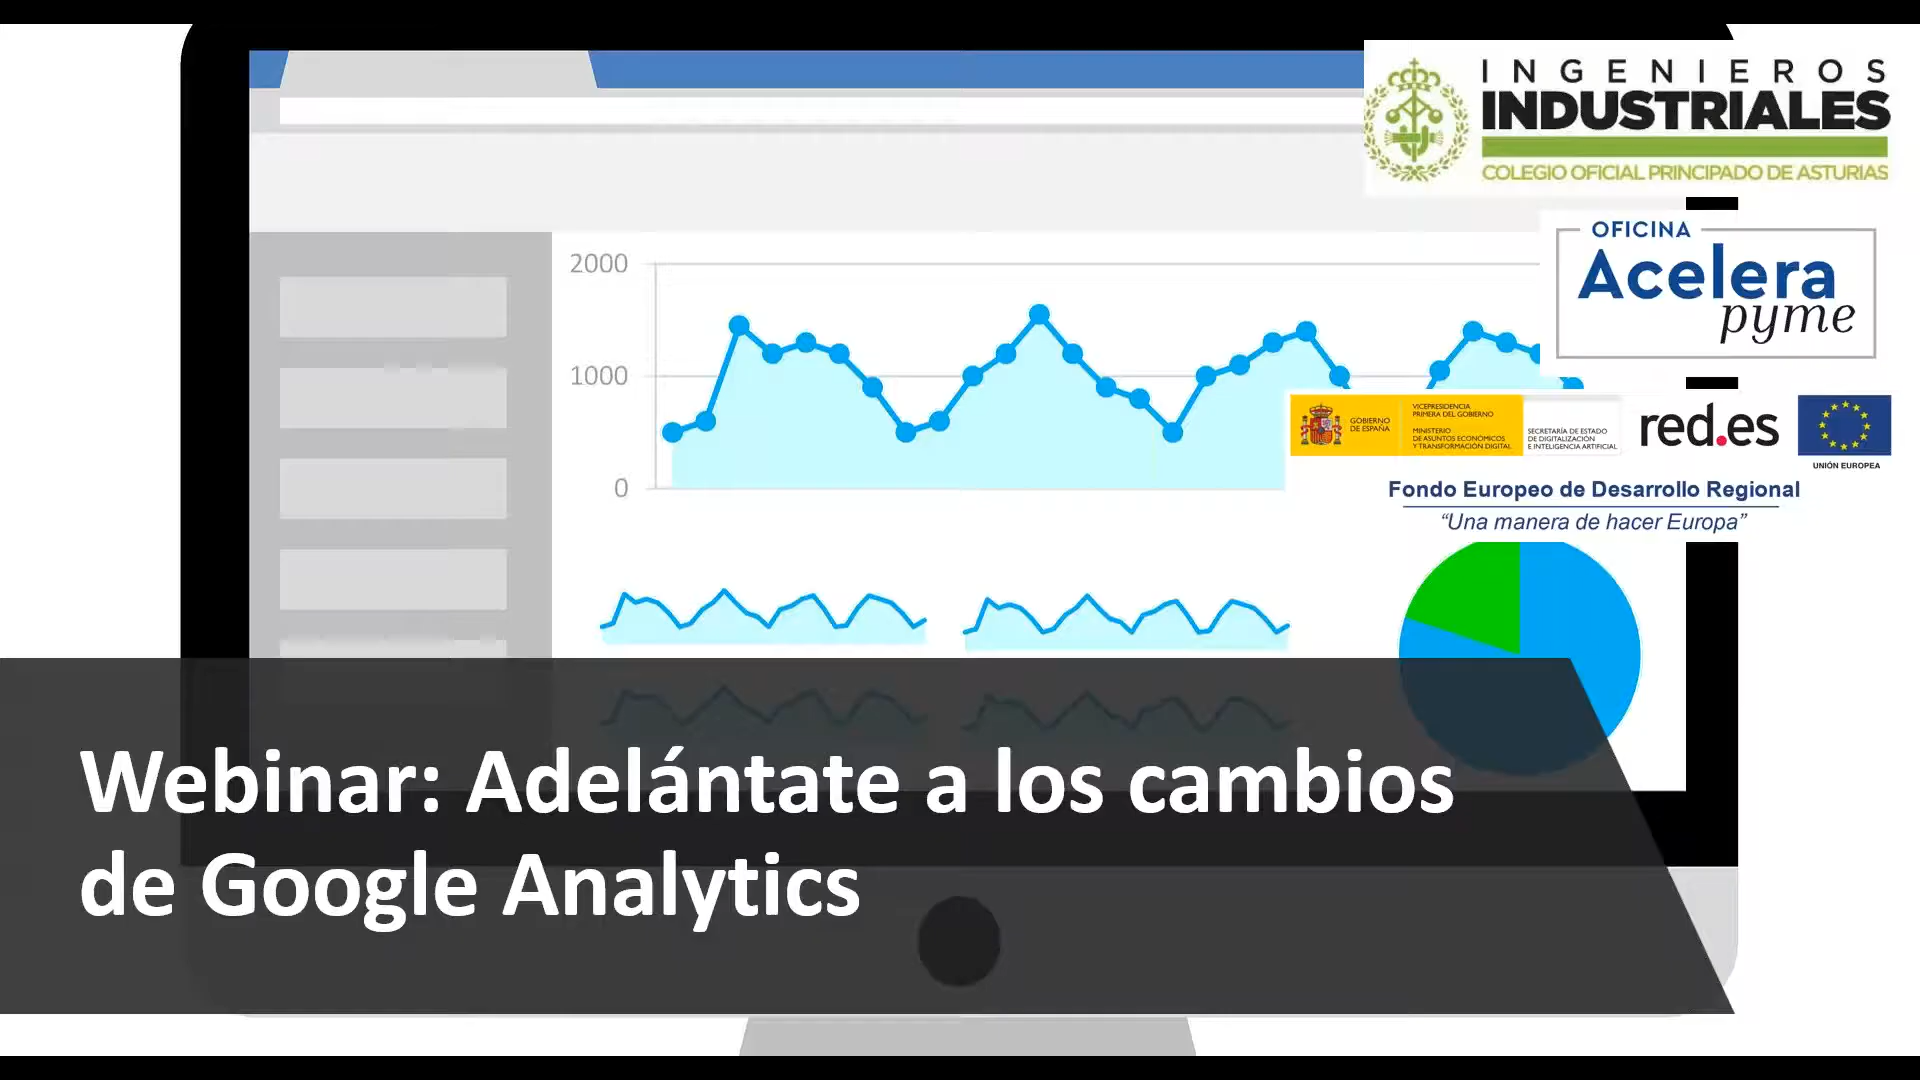 INGENIEROS
INDUSTRIALES
COLEGIO OFICIAL PRINCIPADO DE ASTURIAS
OFICINA
Acelera
pyme
2000
1000
0
GOBIERNO
DE ESPAÑA
VICEPRESIDENCIA
PRIMERA DEL GOBIERNO
MINISTERIO
DE ASUNTOS ECONÓMICOS
Y TRANSFORMACIÓN DIGITAL
SECRETARÍA DE ESTADO
DE DIGITALIZACIÓN
E INTELIGENCIA ARTIFICIAL
red.es
UNIÓN EUROPEA
Fondo Europeo de Desarrollo Regional
“Una manera de hacer Europa”
Webinar: Adelántate a los cambios
de Google Analytics